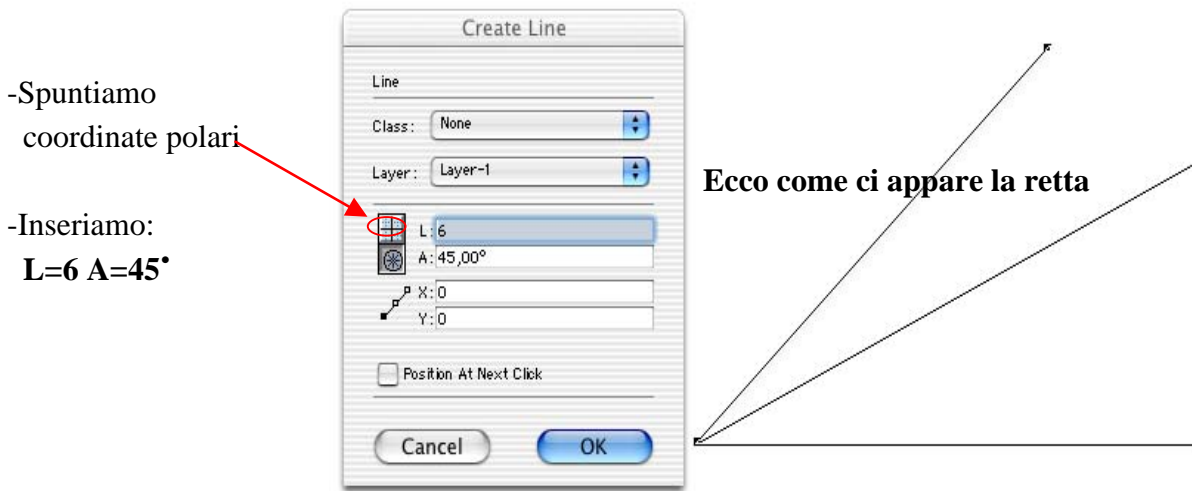 -Spuntiamo
coordinate polari
-Inseriamo:
L=6 A=45•
Create Line
Line
Class: None
Layer: Layer-1
L: 6
A: 45,00°
X: 0
Y: 0
Position At Next Click
Cancel OK
Ecco come ci appare la retta